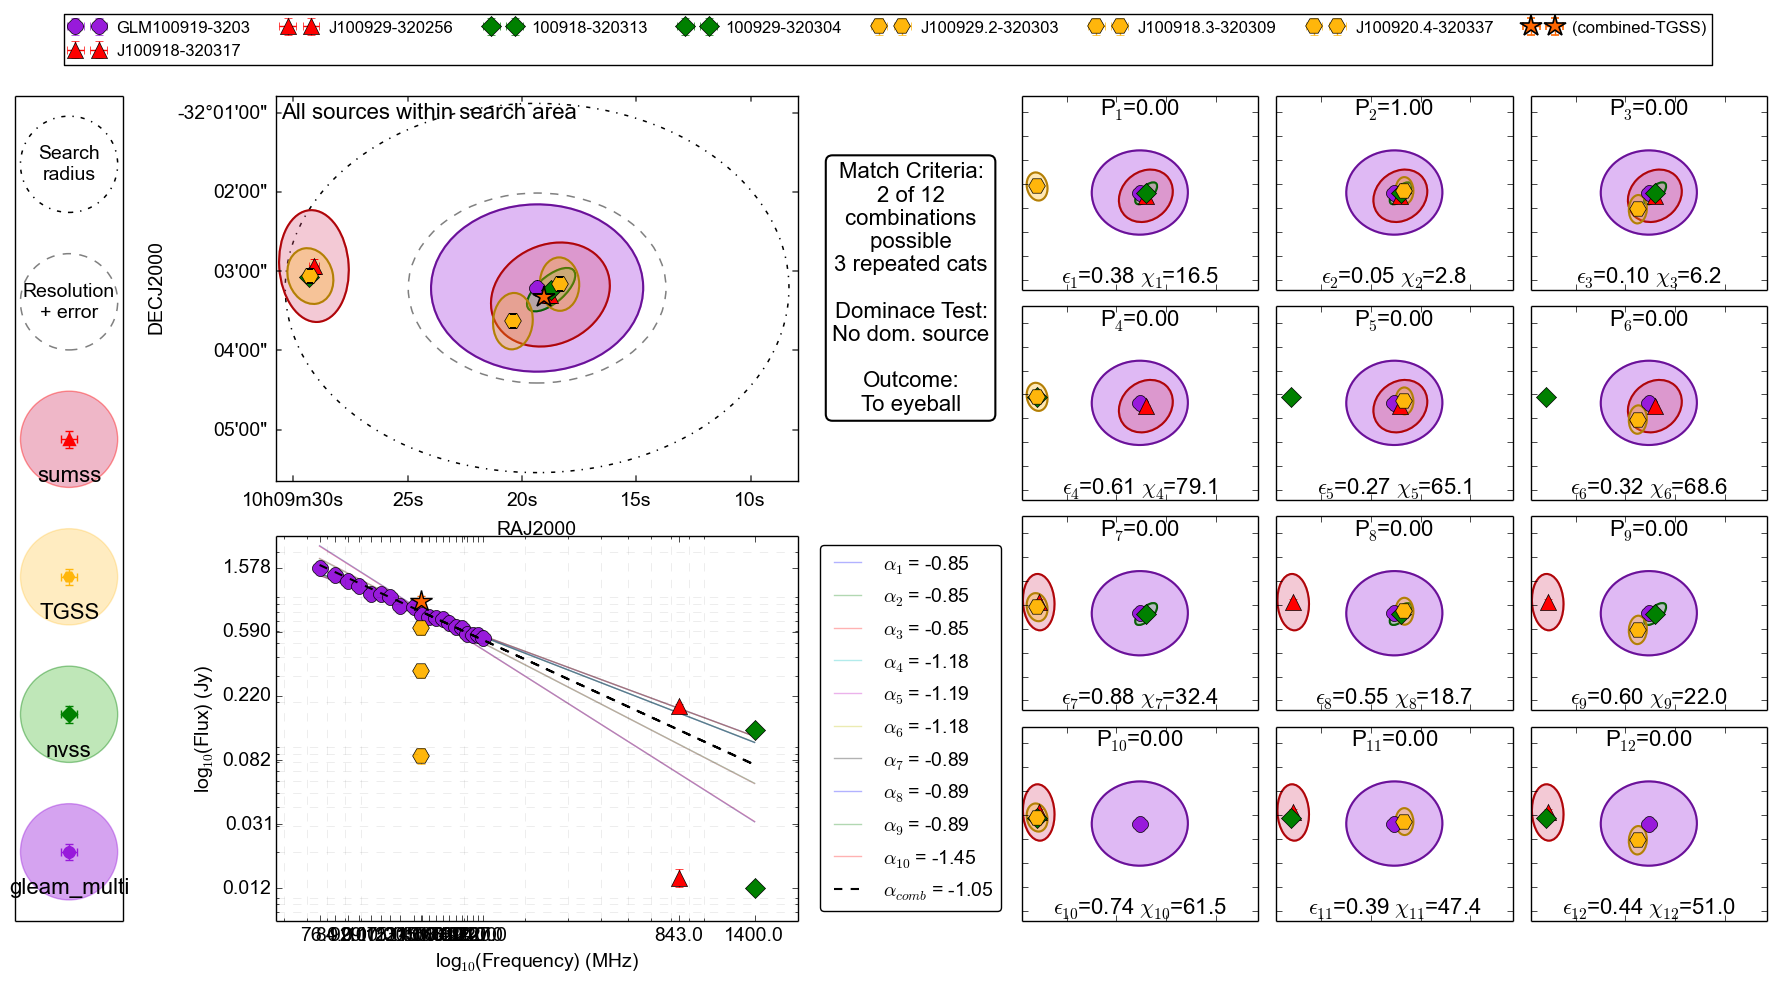 GLM100919-3203 J100929-320256 100918-320313 100929-320304 J100929.2-320303 J100918.3-320309 J100920.4-320337 (combined-TGSS)
J100918-320317
Search
radius
Resolution
+ error
sumss
TGSS
nvss
gleam_multi
All sources within search area
DECJ2000
-32°01'00"
02'00"
03'00"
04'00"
05'00"
10h09m30s 25s 20s 15s 10s
RAJ2000
Match Criteria:
2 of 12
combinations
possible
3 repeated cats
Dominace Test:
No dom. source
Outcome:
To eyeball
log₁₀(Flux) (Jy)
1.578
0.590
0.220
0.082
0.031
0.012
843.0 1400.0
log₁₀(Frequency) (MHz)
α₁ = -0.85
α₂ = -0.85
α₃ = -0.85
α₄ = -1.18
α₅ = -1.19
α₆ = -1.18
α₇ = -0.89
α₈ = -0.89
α₉ = -0.89
α₁₀ = -1.45
α_comb = -1.05
P₁=0.00 P₂=1.00 P₃=0.00
ϵ₁=0.38 χ₁=16.5 ϵ₂=0.05 χ₂=2.8 ϵ₃=0.10 χ₃=6.2
P₄=0.00 P₅=0.00 P₆=0.00
ϵ₄=0.61 χ₄=79.1 ϵ₅=0.27 χ₅=65.1 ϵ₆=0.32 χ₆=68.6
P₇=0.00 P₈=0.00 P₉=0.00
ϵ₇=0.88 χ₇=32.4 ϵ₈=0.55 χ₈=18.7 ϵ₉=0.60 χ₉=22.0
P₁₀=0.00 P₁₁=0.00 P₁₂=0.00
ϵ₁₀=0.74 χ₁₀=61.5 ϵ₁₁=0.39 χ₁₁=47.4 ϵ₁₂=0.44 χ₁₂=51.0